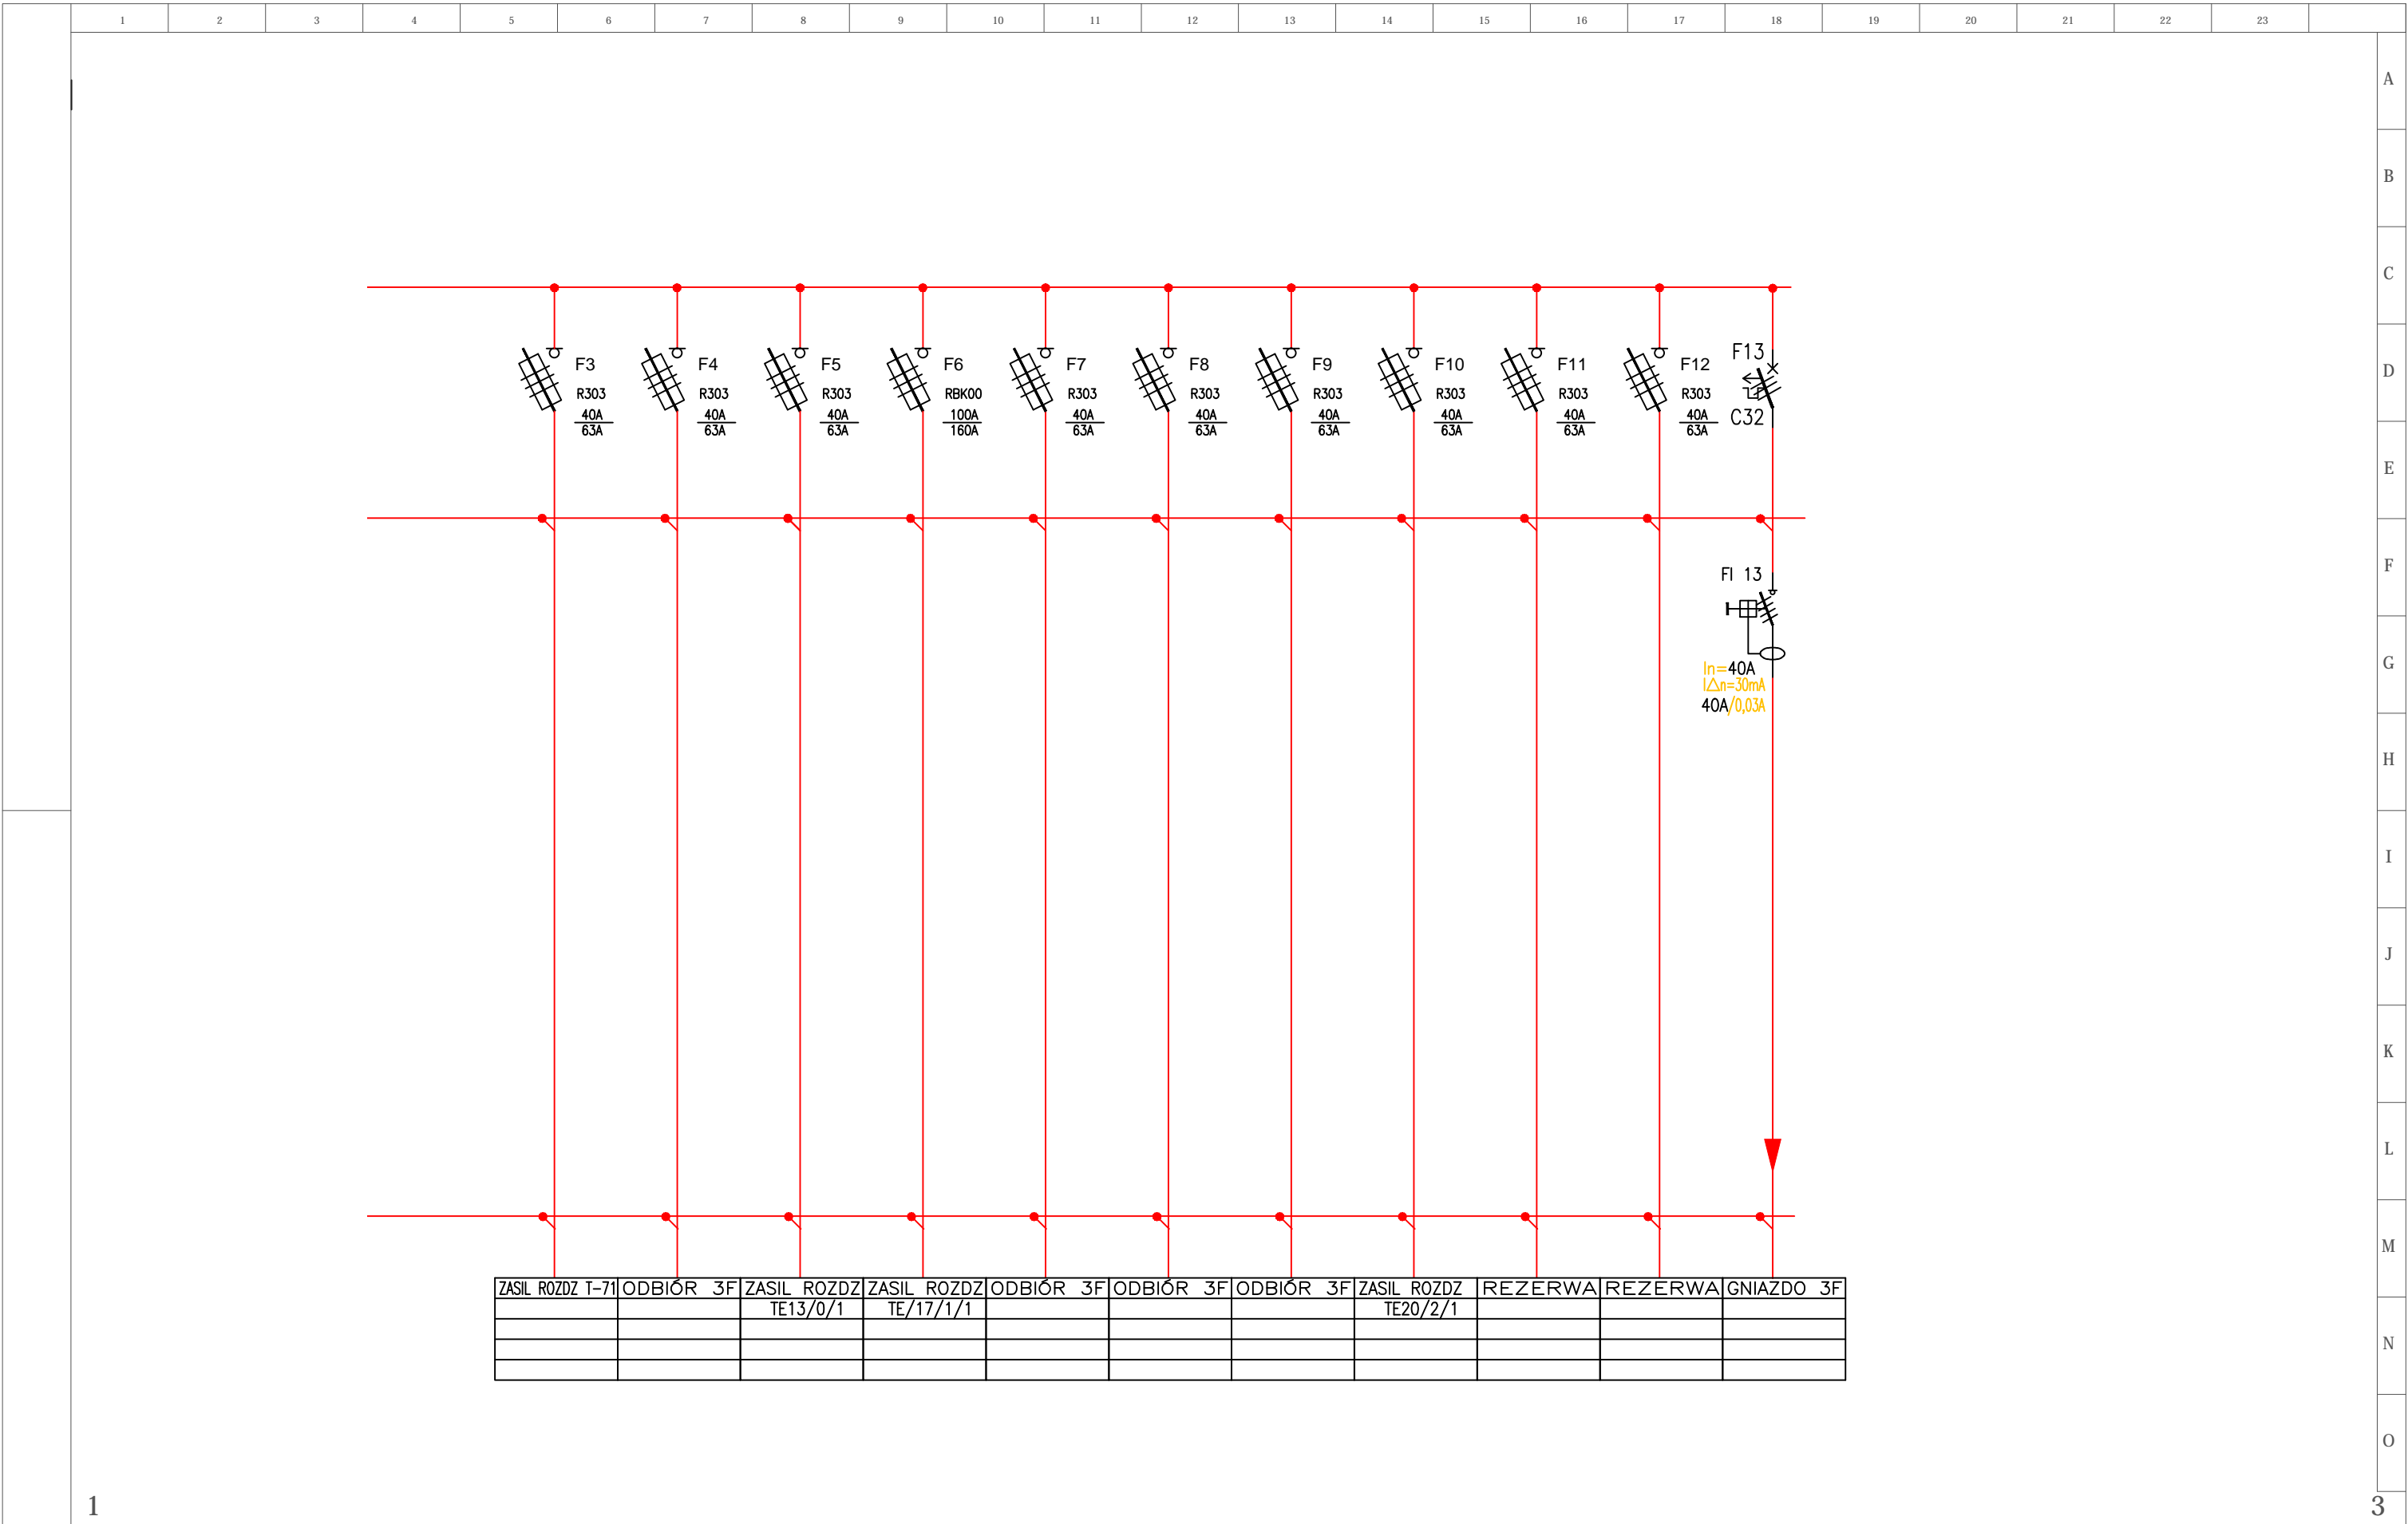 1 2 3 4 5 6 7 8 9 10 11 12 13 14 15 16 17 18 19 20 21 22 23
A
B
C
F13
F3 F4 F5 F6 F7 F8 F9 F10 F11 F12
D
R303 R303 R303 RBK00 R303 R303 R303 R303 R303 R303
40A 40A 40A 100A 40A 40A 40A 40A 40A 40A C32
63A 63A 63A 160A 63A 63A 63A 63A 63A 63A
E
F
FI 13
G
In=40A
I△n=30mA
40A/0,03A
H
I
J
K
L
M
ZASIL ROZDZ T-71 ODBIÓR 3F ZASIL ROZDZ ZASIL ROZDZ ODBIÓR 3F ODBIÓR 3F ODBIÓR 3F ZASIL ROZDZ REZERWA REZERWA GNIAZDO 3F
TE13/0/1 TE/17/1/1 TE20/2/1
N
O
1 3